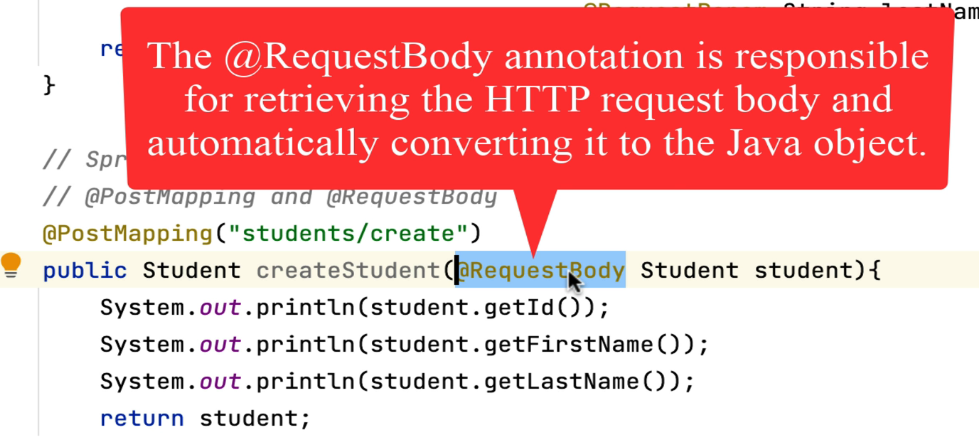 The @RequestBody annotation is responsible
for retrieving the HTTP request body and
automatically converting it to the Java object.
re
}
// Spr
// @PostMapping and @RequestBody
@PostMapping("students/create")
public Student createStudent(@RequestBody Student student){
System.out.println(student.getId());
System.out.println(student.getFirstName());
System.out.println(student.getLastName());
return student;